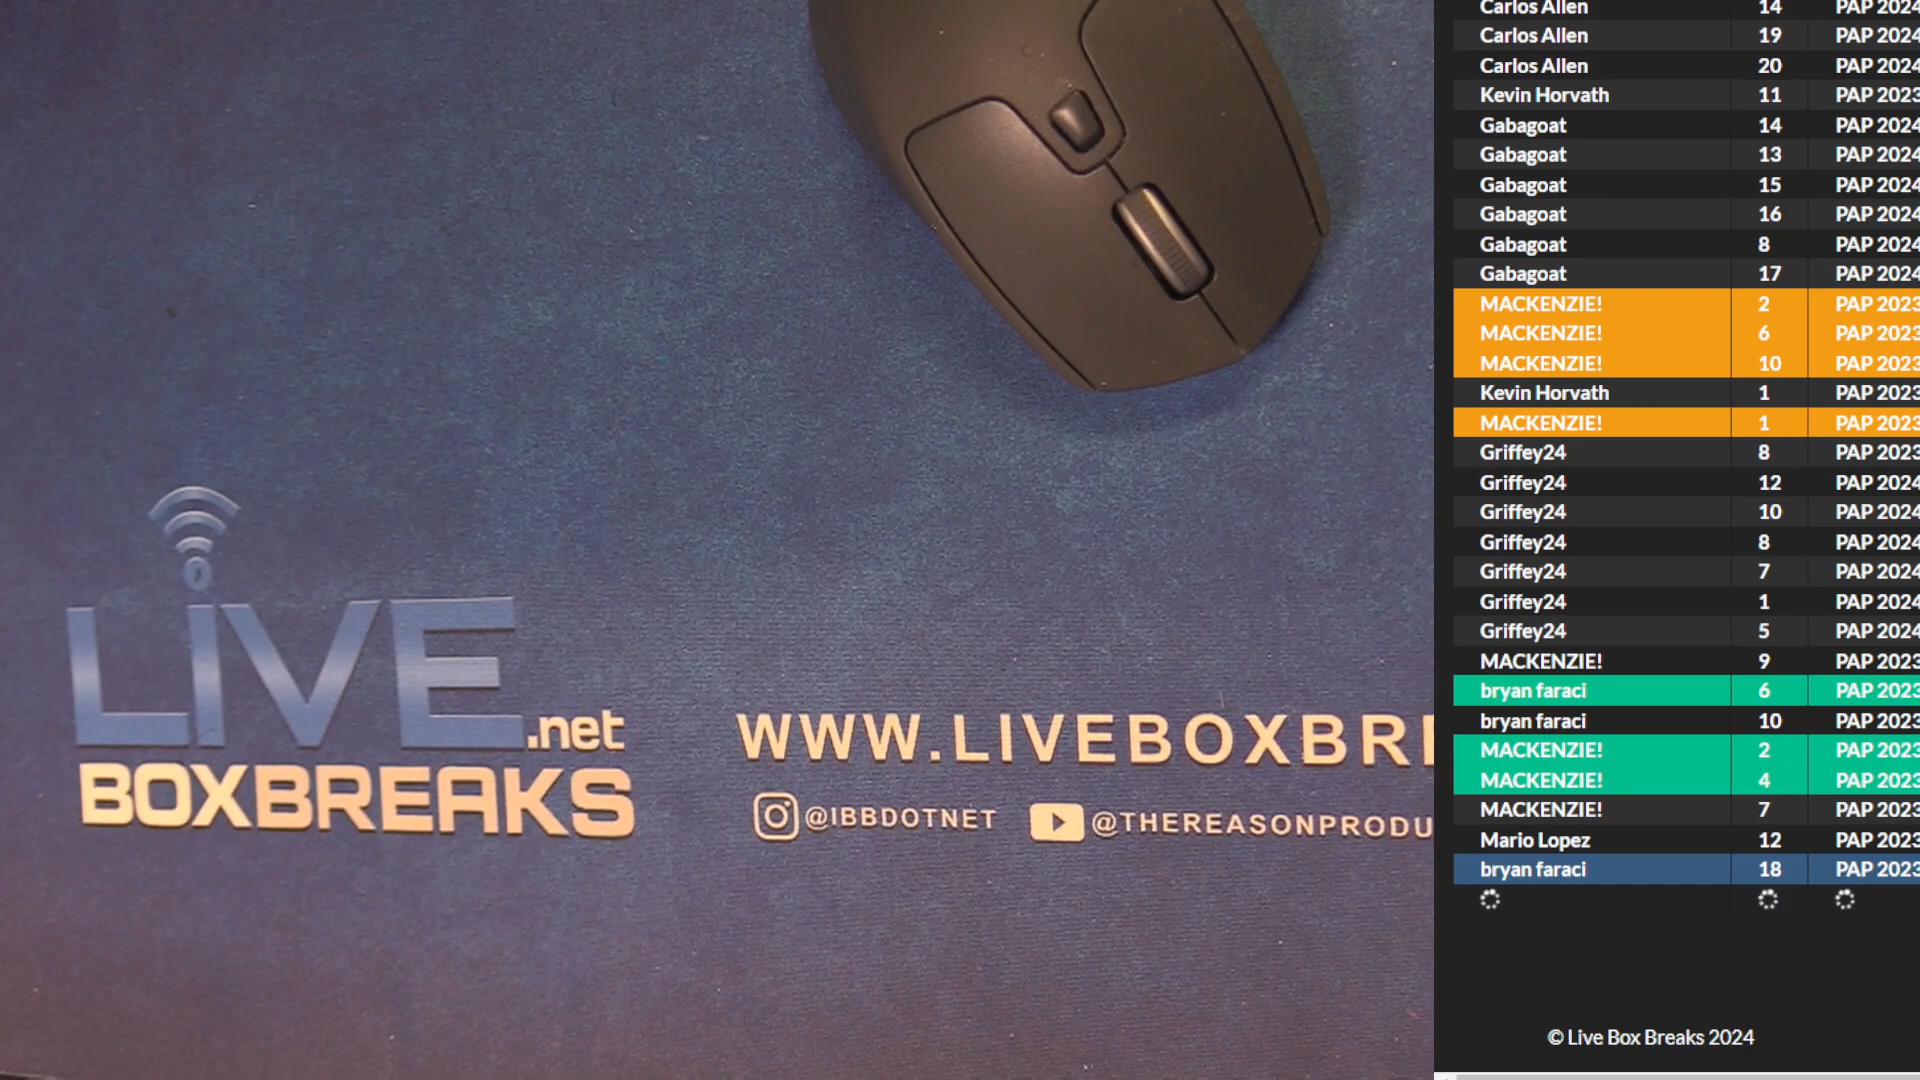 LIVE.net
BOXBREAKS
WWW.LIVEBOXBRE
@IBBDOTNET
@THEREASONPRODU
Carlos Allen 14 PAP 2024
Carlos Allen 19 PAP 2024
Carlos Allen 20 PAP 2024
Kevin Horvath 11 PAP 2023
Gabagoat 14 PAP 2024
Gabagoat 13 PAP 2024
Gabagoat 15 PAP 2024
Gabagoat 16 PAP 2024
Gabagoat 8 PAP 2024
Gabagoat 17 PAP 2024
MACKENZIE! 2 PAP 2023
MACKENZIE! 6 PAP 2023
MACKENZIE! 10 PAP 2023
Kevin Horvath 1 PAP 2023
MACKENZIE! 1 PAP 2023
Griffey24 8 PAP 2024
Griffey24 12 PAP 2024
Griffey24 10 PAP 2024
Griffey24 8 PAP 2024
Griffey24 7 PAP 2024
Griffey24 1 PAP 2024
Griffey24 5 PAP 2024
MACKENZIE! 9 PAP 2023
bryan faraci 6 PAP 2023
bryan faraci 10 PAP 2023
MACKENZIE! 2 PAP 2023
MACKENZIE! 4 PAP 2023
MACKENZIE! 7 PAP 2023
Mario Lopez 12 PAP 2023
bryan faraci 18 PAP 2023
© Live Box Breaks 2024